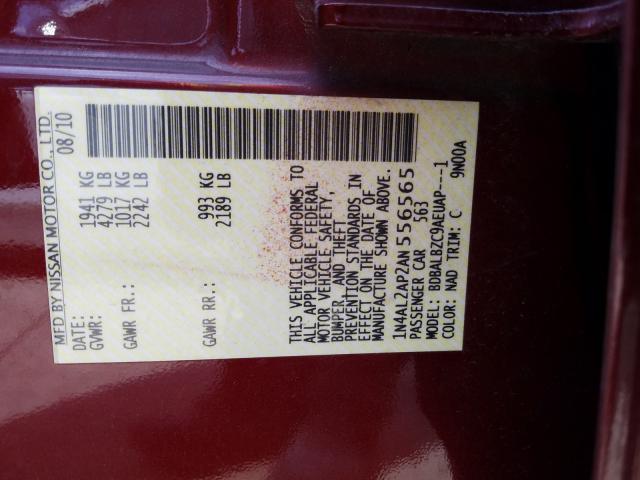 MFD BY NISSAN MOTOR CO., LTD.
DATE: 08/10
GVWR: 1941 KG
4279 LB
GAWR FR.: 1017 KG
2242 LB
GAWR RR.: 993 KG
2189 LB
THIS VEHICLE CONFORMS TO
ALL APPLICABLE FEDERAL
MOTOR VEHICLE SAFETY,
BUMPER, AND THEFT
PREVENTION STANDARDS IN
EFFECT ON THE DATE OF
MANUFACTURE SHOWN ABOVE.
1N4AL2AP2AN556565
PASSENGER CAR 563
MODEL: BDBALBZC9AEUAP---1
COLOR: NAD TRIM: C 9N00A